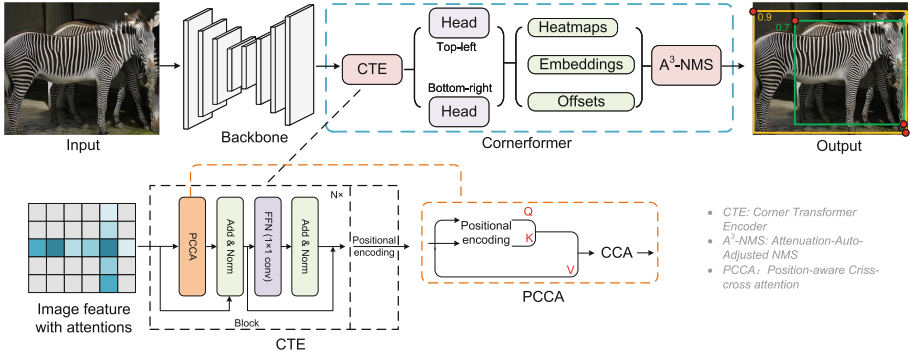 Input
Backbone
CTE
Head
Top-left
Bottom-right
Head
Heatmaps
Embeddings
Offsets
A³-NMS
Cornerformer
0.9
0.7
Output
Image feature
with attentions
PCCA
Add & Norm
FFN (1×1 conv)
Add & Norm
N×
Positional
encoding
Block
CTE
Positional
encoding
Q
K
V
CCA
PCCA
• CTE: Corner Transformer
Encoder
• A³-NMS: Attenuation-Auto-
Adjusted NMS
• PCCA： Position-aware Criss-
cross attention